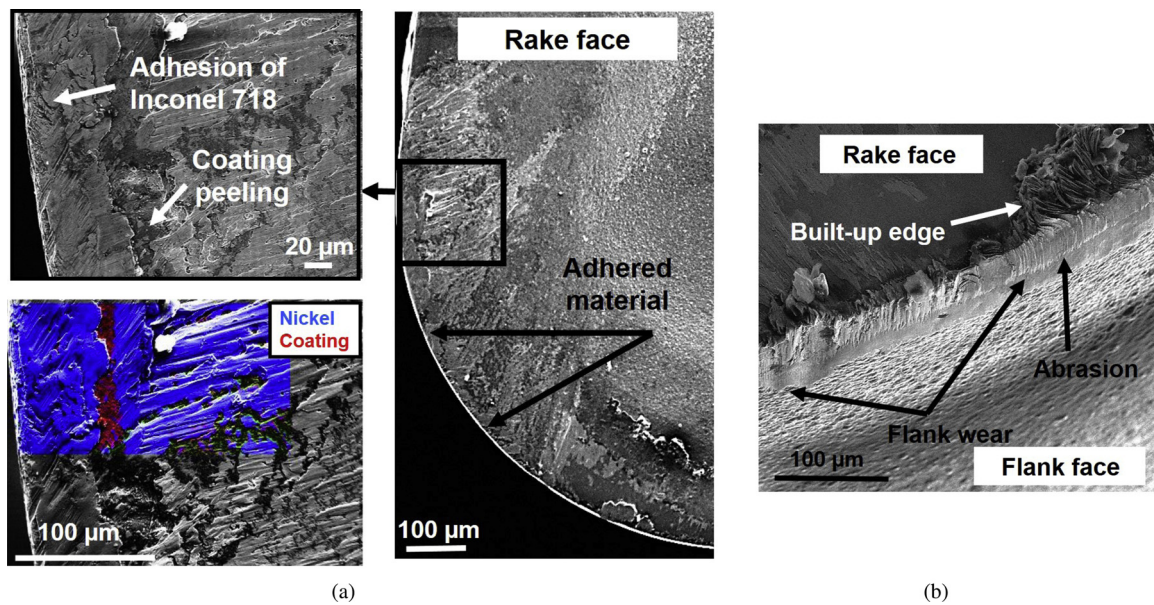 Adhesion of
Inconel 718
Coating
peeling
20 µm
Rake face
Adhered
material
100 µm
Nickel
Coating
100 µm
(a)
Rake face
Built-up edge
Abrasion
Flank wear
100 µm
Flank face
(b)